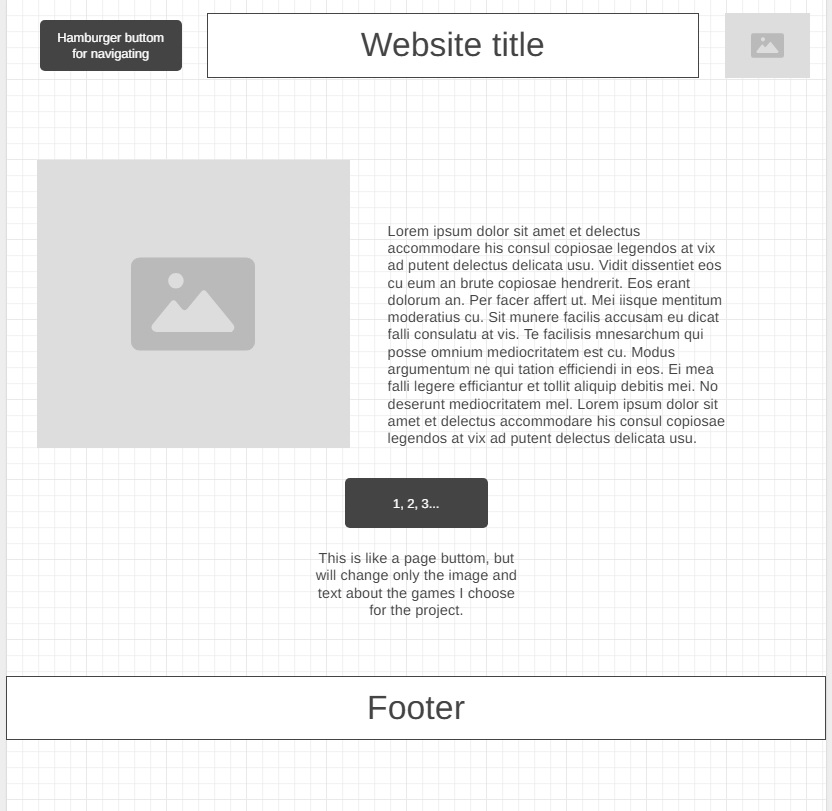 Hamburger buttom
for navigating
Website title
Lorem ipsum dolor sit amet et delectus
accommodare his consul copiosae legendos at vix
ad putent delectus delicata usu. Vidit dissentiet eos
cu eum an brute copiosae hendrerit. Eos erant
dolorum an. Per facer affert ut. Mei iisque mentitum
moderatius cu. Sit munere facilis accusam eu dicat
falli consulatu at vis. Te facilisis mnesarchum qui
posse omnium mediocritatem est cu. Modus
argumentum ne qui tation efficiendi in eos. Ei mea
falli legere efficiantur et tollit aliquip debitis mei. No
deserunt mediocritatem mel. Lorem ipsum dolor sit
amet et delectus accommodare his consul copiosae
legendos at vix ad putent delectus delicata usu.
1, 2, 3...
This is like a page buttom, but
will change only the image and
text about the games I choose
for the project.
Footer